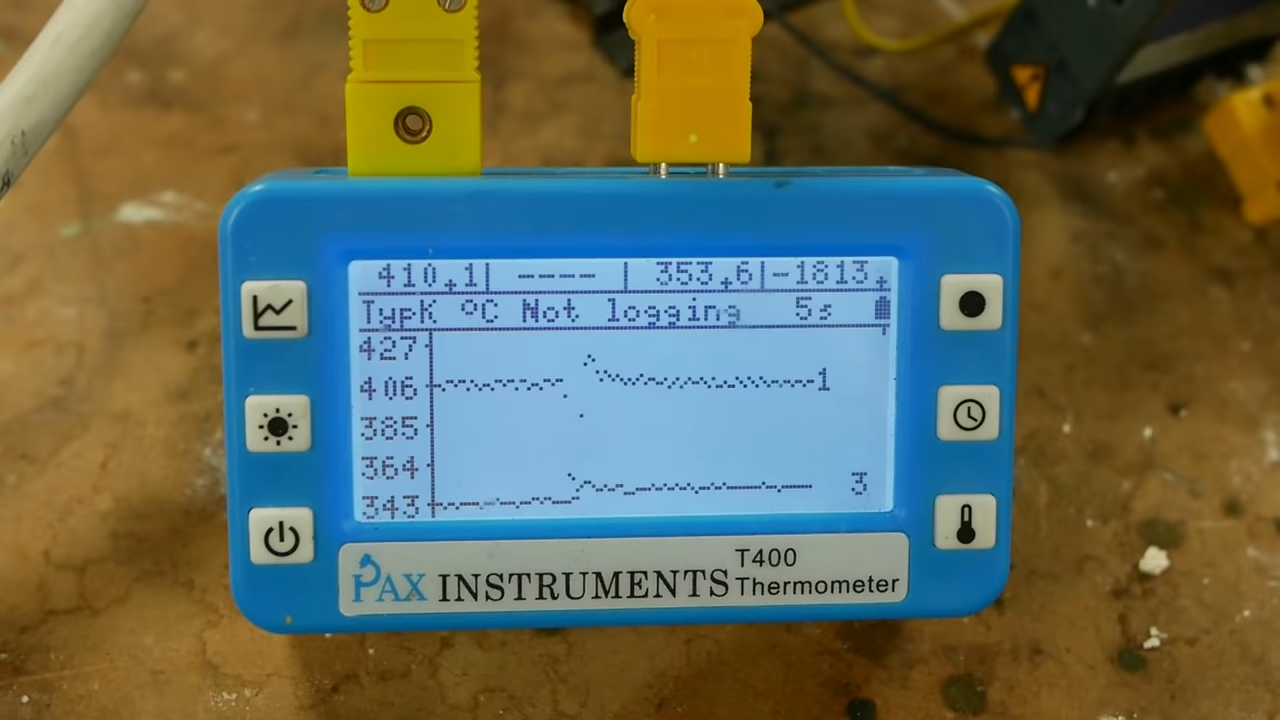 410.1| ---- | 353.6|-1813.
TypK ºC Not logging 5s
427
406
1
385
364
3
343
PAX INSTRUMENTS T400 Thermometer